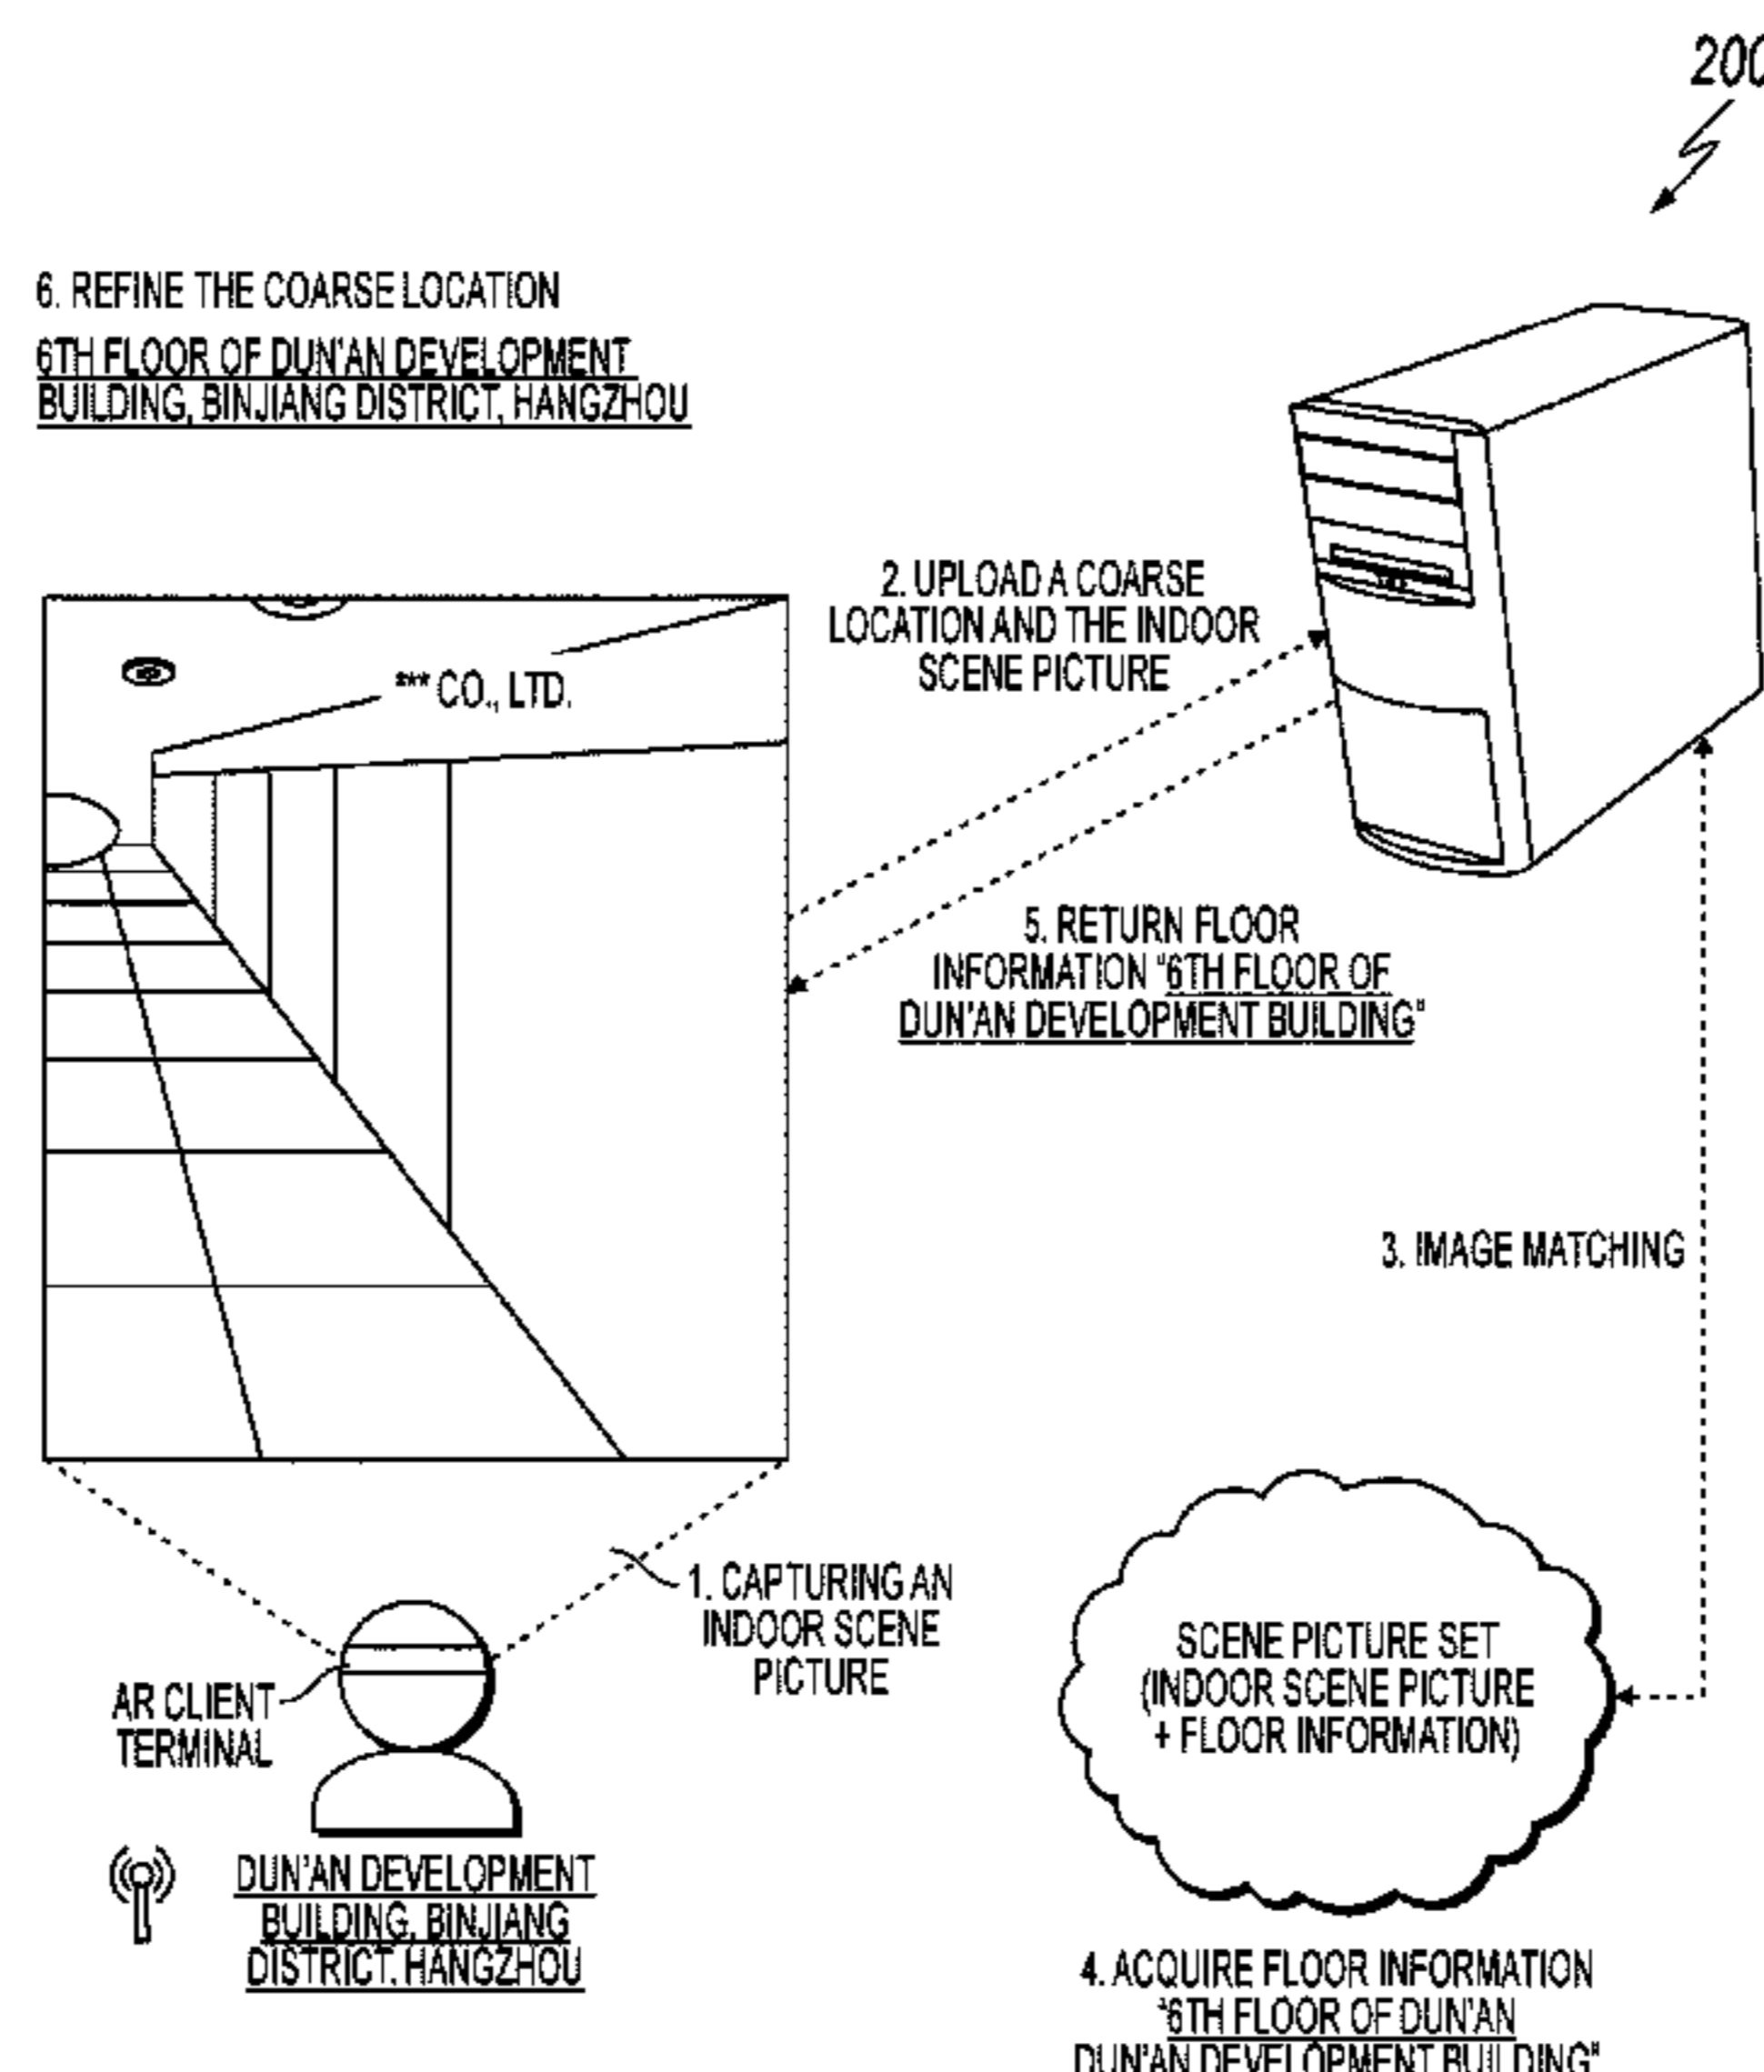 200
6. REFINE THE COARSE LOCATION
6TH FLOOR OF DUN'AN DEVELOPMENT
BUILDING, BINJIANG DISTRICT, HANGZHOU
2. UPLOAD A COARSE
LOCATION AND THE INDOOR
SCENE PICTURE
*** CO., LTD.
5. RETURN FLOOR
INFORMATION "6TH FLOOR OF
DUN'AN DEVELOPMENT BUILDING"
3. IMAGE MATCHING
1. CAPTURING AN
INDOOR SCENE
PICTURE
AR CLIENT
TERMINAL
SCENE PICTURE SET
(INDOOR SCENE PICTURE
+ FLOOR INFORMATION)
DUN'AN DEVELOPMENT
BUILDING, BINJIANG
DISTRICT, HANGZHOU
4. ACQUIRE FLOOR INFORMATION
"6TH FLOOR OF DUN'AN
DUN'AN DEVELOPMENT BUILDING"